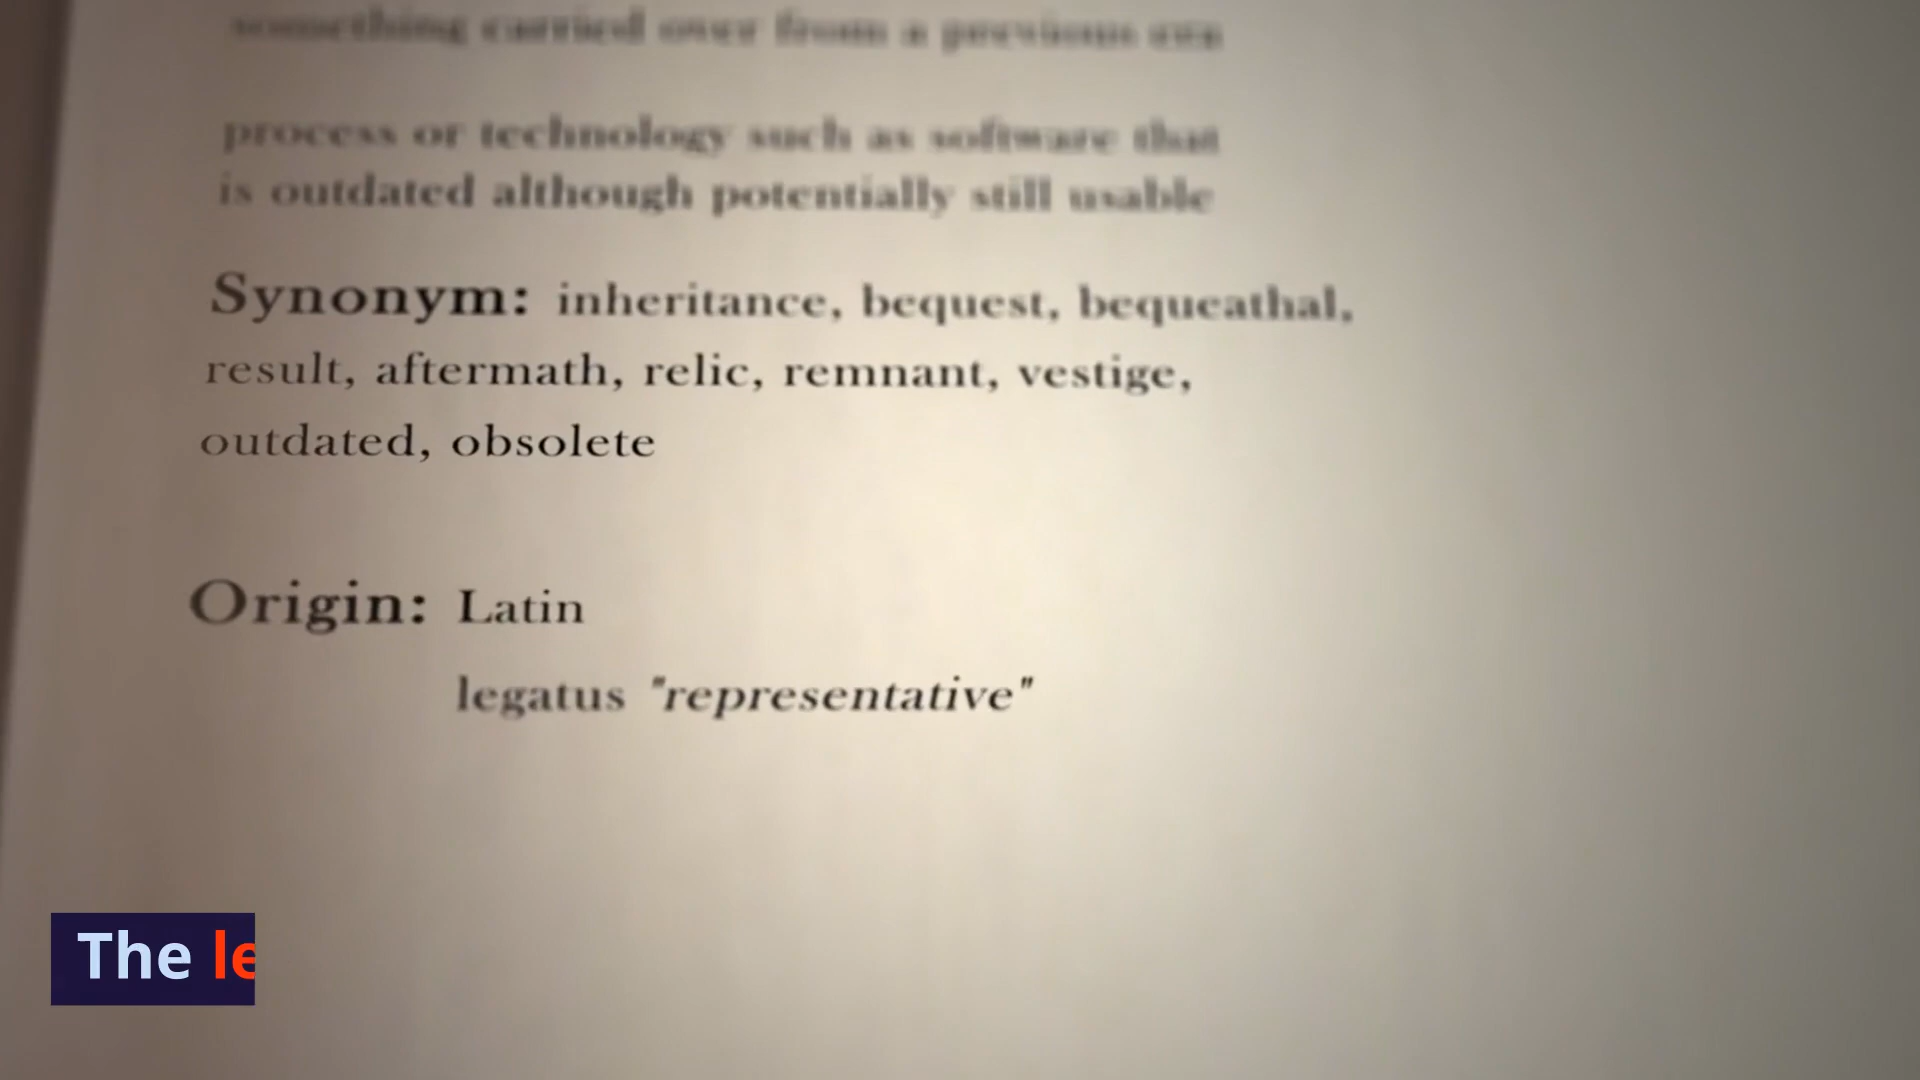 something carried over from a previous era
process or technology such as software that
is outdated although potentially still usable
Synonym: inheritance, bequest, bequeathal,
result, aftermath, relic, remnant, vestige,
outdated, obsolete
Origin: Latin
legatus "representative"
The le